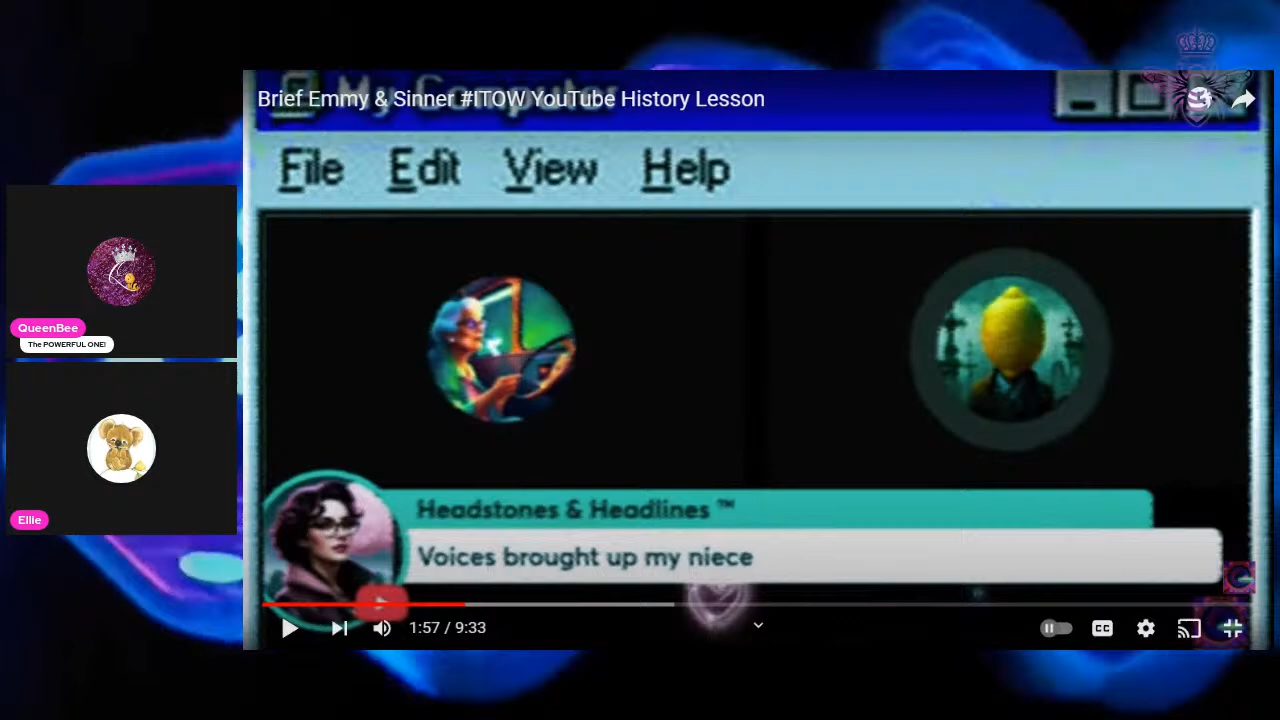 My Computer
Brief Emmy & Sinner #ITOW YouTube History Lesson
File Edit View Help
QueenBee
The POWERFUL ONE!
Ellie
Headstones & Headlines ™
Voices brought up my niece
1:57 / 9:33
CC